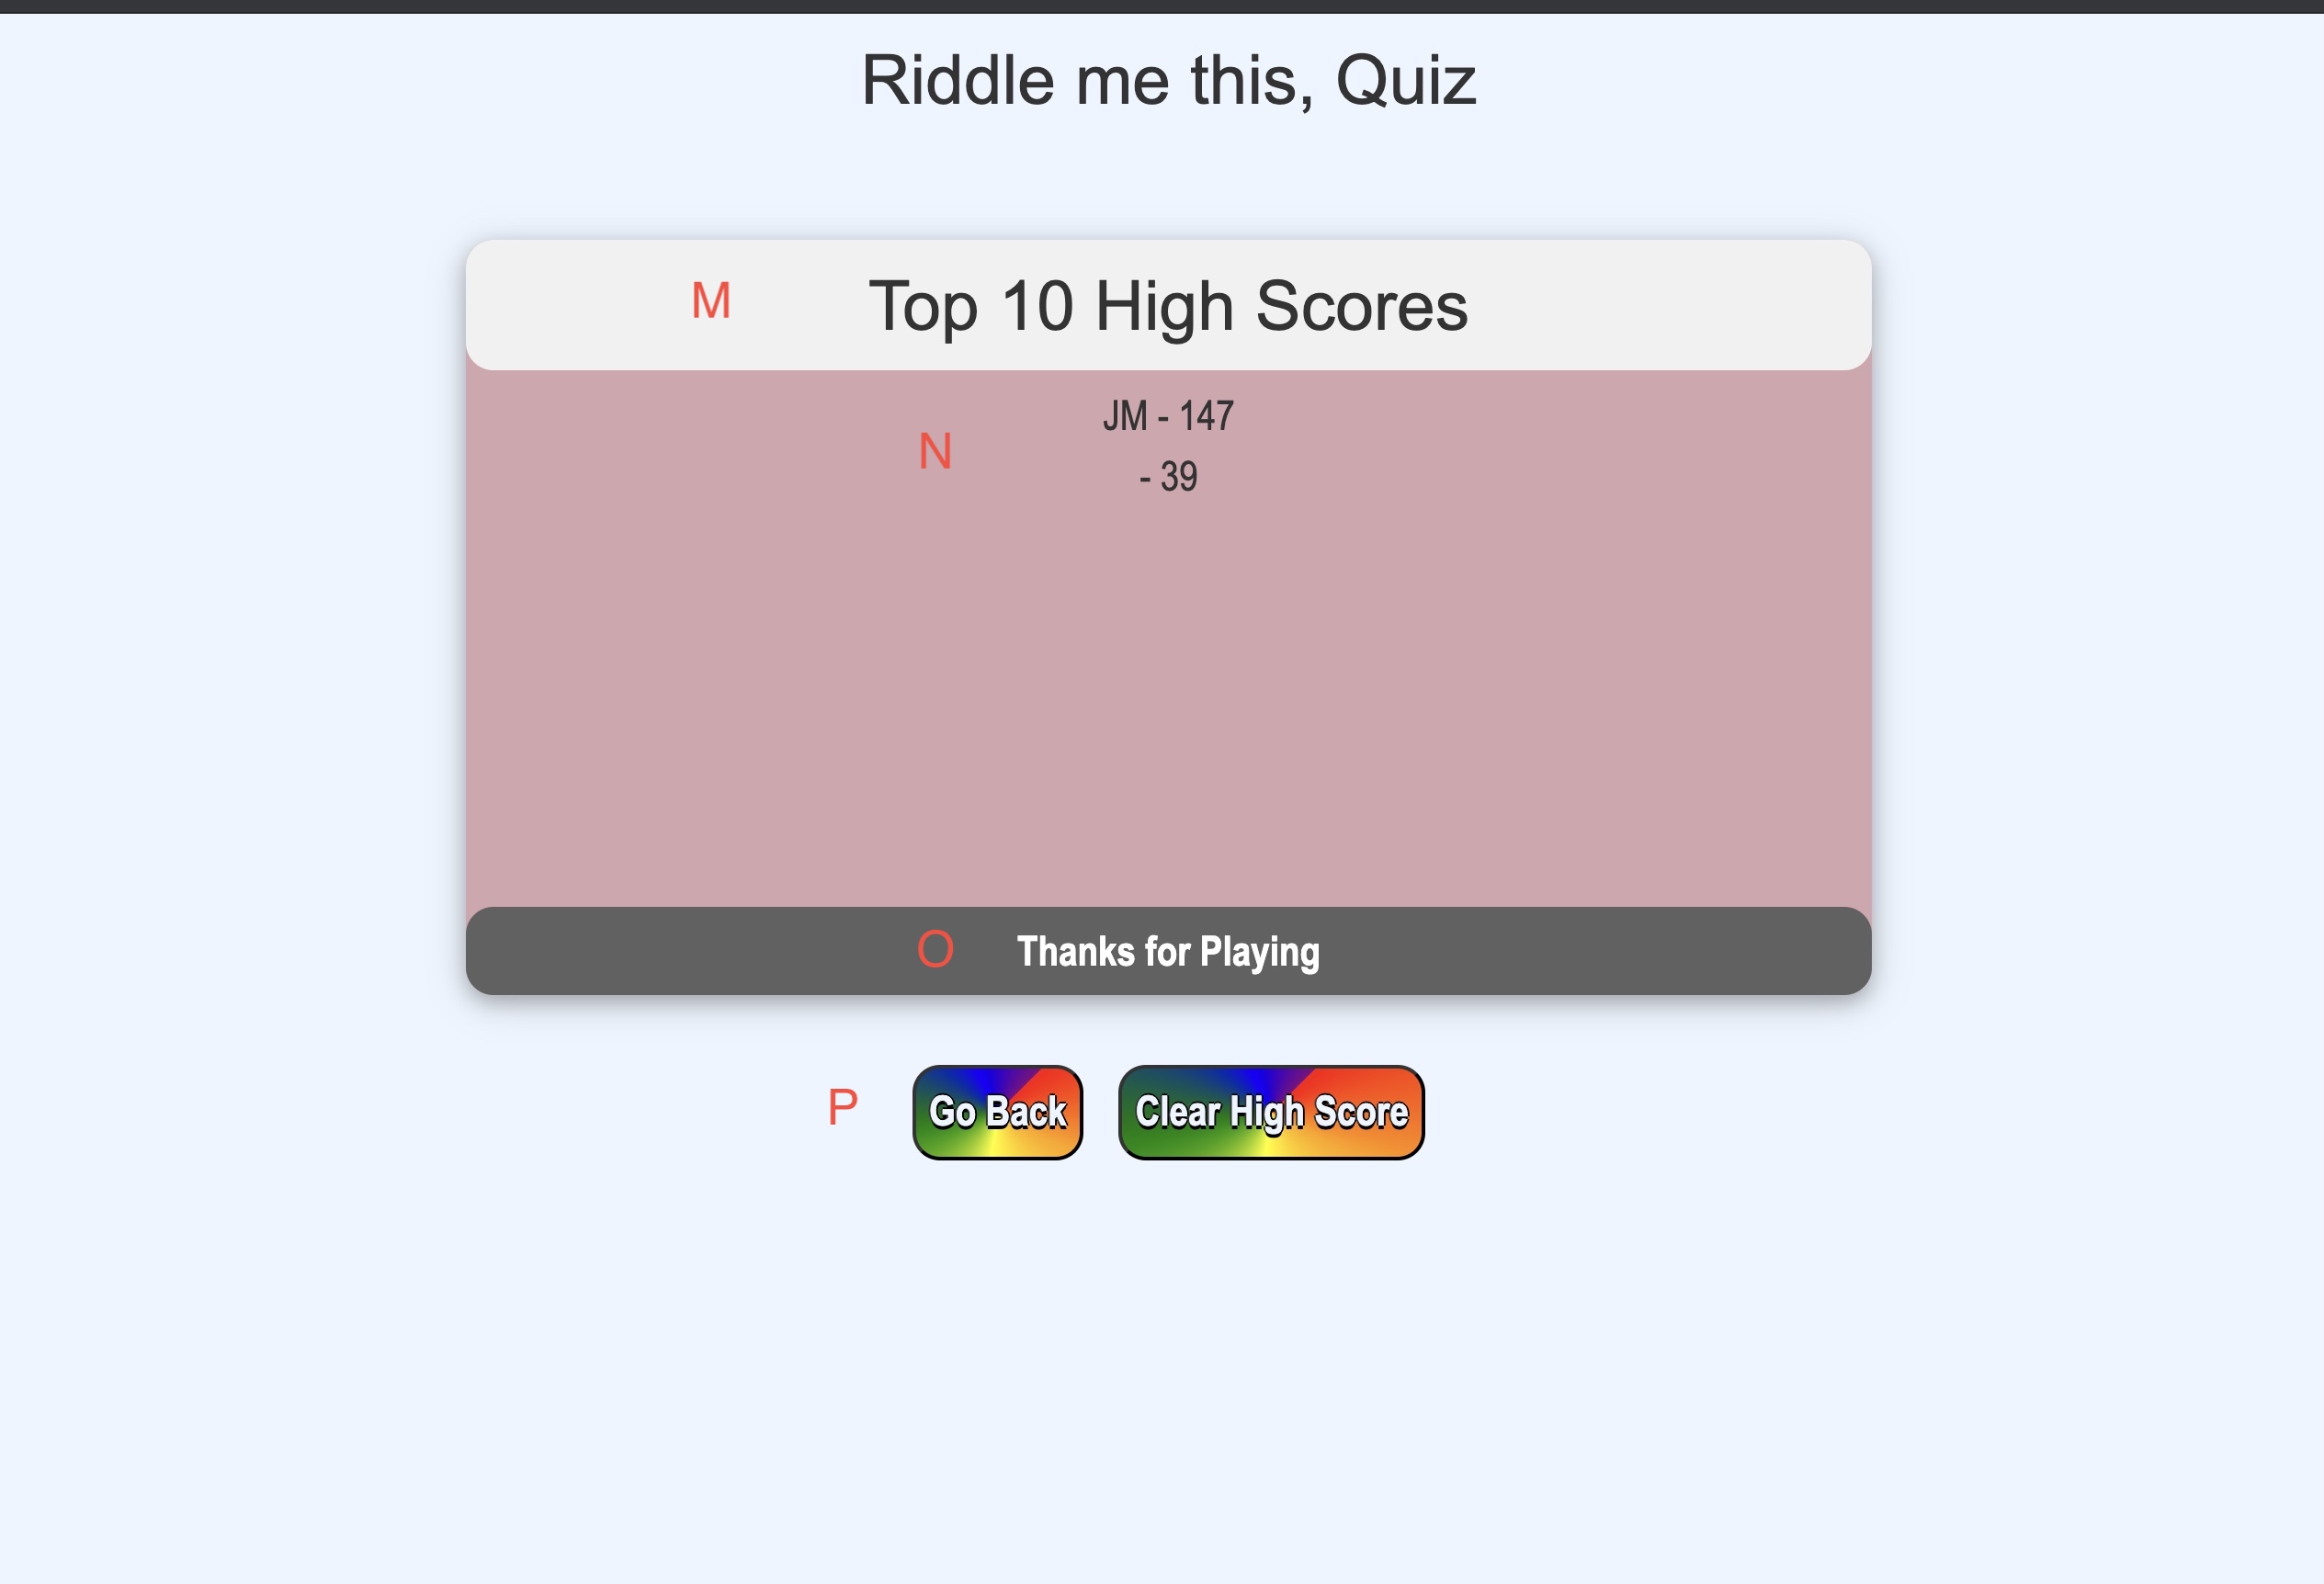 Riddle me this, Quiz
M Top 10 High Scores
JM - 147
N
- 39
O Thanks for Playing
P Go Back Clear High Score